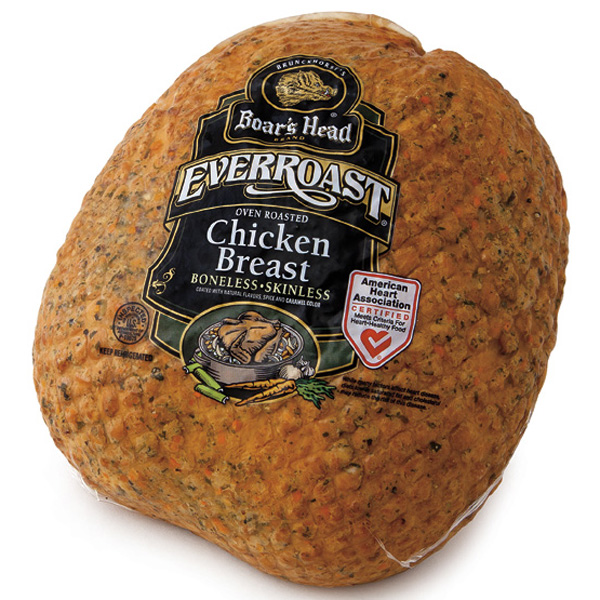 BRUNCKHORST'S
Boar's Head
BRAND
EVERROAST
OVEN ROASTED
Chicken
Breast
BONELESS • SKINLESS
COATED WITH NATURAL FLAVORS, SPICE AND CARAMEL COLOR
American
Heart
Association
CERTIFIED
Meets Criteria For
Heart-Healthy Food
INSPECTED
KEEP REFRIGERATED